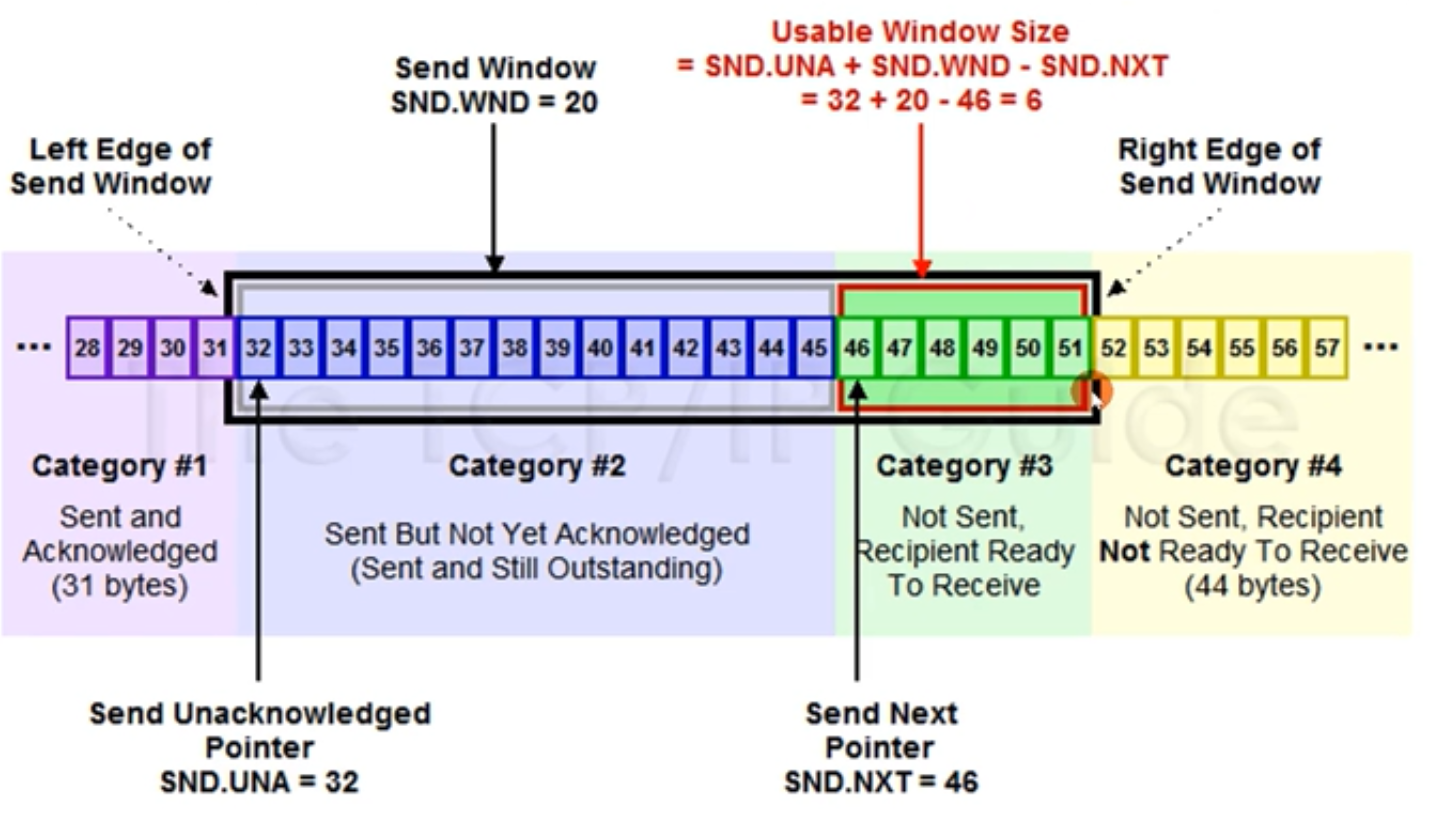 Usable Window Size
= SND.UNA + SND.WND - SND.NXT
= 32 + 20 - 46 = 6
Send Window
SND.WND = 20
Left Edge of
Send Window
Right Edge of
Send Window
... 28 29 30 31 32 33 34 35 36 37 38 39 40 41 42 43 44 45 46 47 48 49 50 51 52 53 54 55 56 57 ...
The TCP/IP Guide
Category #1
Sent and
Acknowledged
(31 bytes)
Category #2
Sent But Not Yet Acknowledged
(Sent and Still Outstanding)
Category #3
Not Sent,
Recipient Ready
To Receive
Category #4
Not Sent, Recipient
Not Ready To Receive
(44 bytes)
Send Unacknowledged
Pointer
SND.UNA = 32
Send Next
Pointer
SND.NXT = 46